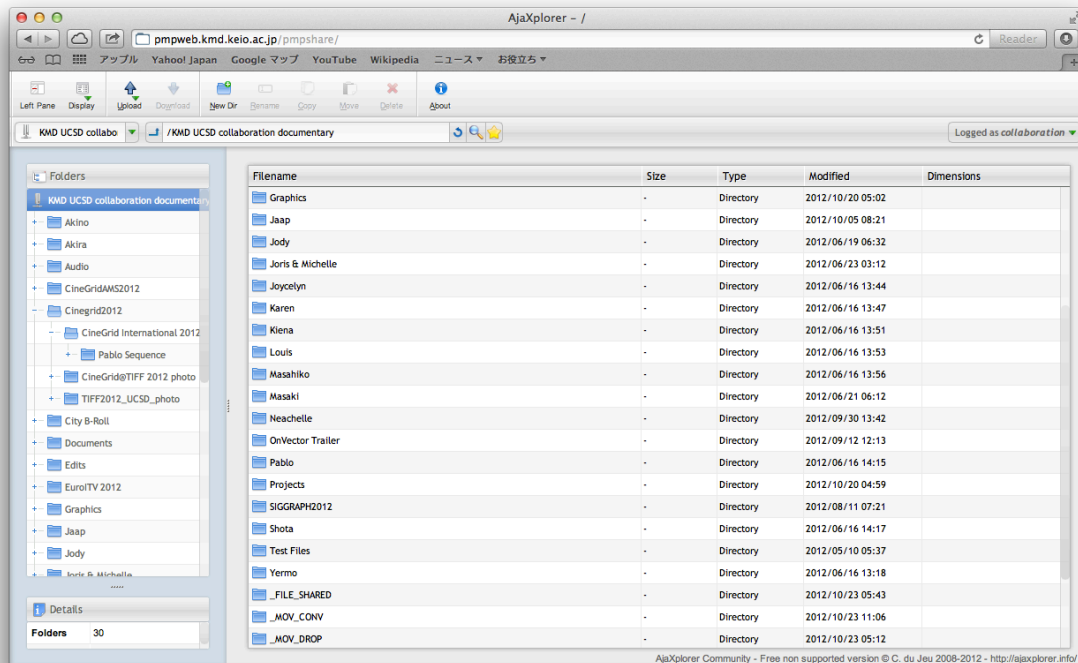 AjaXplorer – /
pmpweb.kmd.keio.ac.jp/pmpshare/
Reader
アップル Yahoo! Japan Google マップ YouTube Wikipedia ニュース お役立ち
Left Pane Display Upload Download New Dir Rename Copy Move Delete About
KMD UCSD collabo /KMD UCSD collaboration documentary Logged as collaboration
Folders
KMD UCSD collaboration documentary
Akino
Akira
Audio
CineGridAMS2012
Cinegrid2012
CineGrid International 2012
Pablo Sequence
CineGrid@TIFF 2012 photo
TIFF2012_UCSD_photo
City B-Roll
Documents
Edits
EuroITV 2012
Graphics
Jaap
Jody
Joris & Michelle
Details
Folders 30
Filename Size Type Modified Dimensions
Graphics - Directory 2012/10/20 05:02
Jaap - Directory 2012/10/05 08:21
Jody - Directory 2012/06/19 06:32
Joris & Michelle - Directory 2012/06/23 03:12
Joycelyn - Directory 2012/06/16 13:44
Karen - Directory 2012/06/16 13:47
Kiena - Directory 2012/06/16 13:51
Louis - Directory 2012/06/16 13:53
Masahiko - Directory 2012/06/16 13:56
Masaki - Directory 2012/06/21 06:12
Neachelle - Directory 2012/09/30 13:42
OnVector Trailer - Directory 2012/09/12 12:13
Pablo - Directory 2012/06/16 14:15
Projects - Directory 2012/10/20 04:59
SIGGRAPH2012 - Directory 2012/08/11 07:21
Shota - Directory 2012/06/16 14:17
Test Files - Directory 2012/05/10 05:37
Yermo - Directory 2012/06/16 13:18
_FILE_SHARED - Directory 2012/10/23 05:43
_MOV_CONV - Directory 2012/10/23 11:06
_MOV_DROP - Directory 2012/10/23 05:12
AjaXplorer Community - Free non supported version © C. du Jeu 2008-2012 - http://ajaxplorer.info/